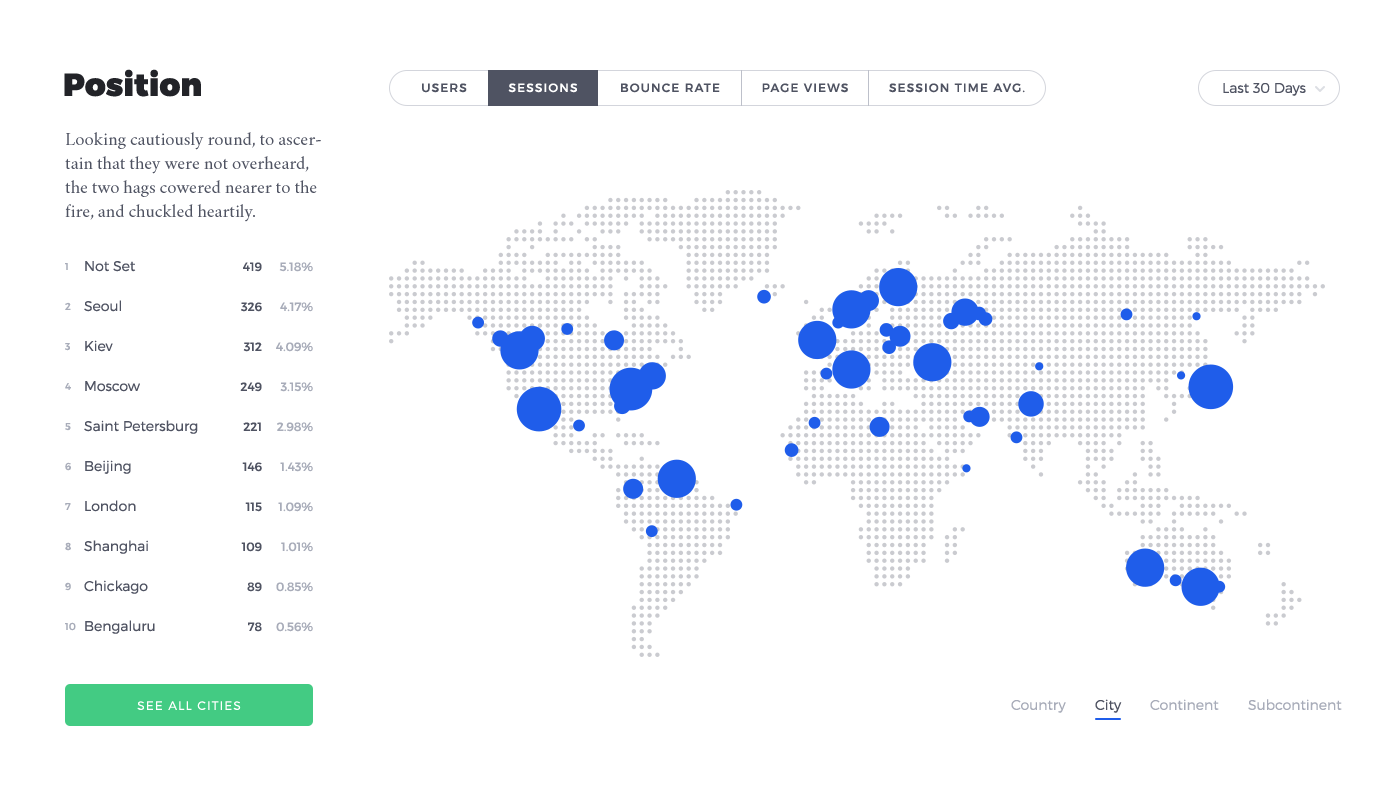 Position
Looking cautiously round, to ascer-
tain that they were not overheard,
the two hags cowered nearer to the
fire, and chuckled heartily.
1 Not Set 419 5.18%
2 Seoul 326 4.17%
3 Kiev 312 4.09%
4 Moscow 249 3.15%
5 Saint Petersburg 221 2.98%
6 Beijing 146 1.43%
7 London 115 1.09%
8 Shanghai 109 1.01%
9 Chickago 89 0.85%
10 Bengaluru 78 0.56%
SEE ALL CITIES
USERS SESSIONS BOUNCE RATE PAGE VIEWS SESSION TIME AVG.
Last 30 Days
Country City Continent Subcontinent